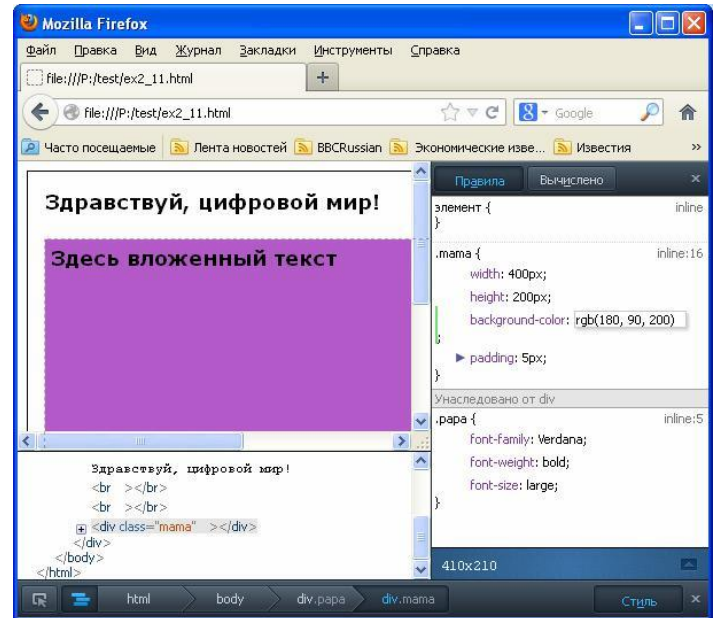 Mozilla Firefox
Файл Правка Вид Журнал Закладки Инструменты Справка
file:///P:/test/ex2_11.html +
file:///P:/test/ex2_11.html 8 Google
Часто посещаемые Лента новостей BBCRussian Экономические изве... Известия »
Здравствуй, цифровой мир!
Здесь вложенный текст
Правила Вычислено ×
элемент { inline
}
.mama { inline:16
width: 400px;
height: 200px;
background-color: rgb(180, 90, 200)
;
padding: 5px;
}
Унаследовано от div
.papa { inline:5
font-family: Verdana;
font-weight: bold;
font-size: large;
}
410x210
Здравствуй, цифровой мир!
<br ></br>
<br ></br>
<div class="mama" ></div>
</div>
</body>
</html>
html body div.papa div.mama Стиль ×